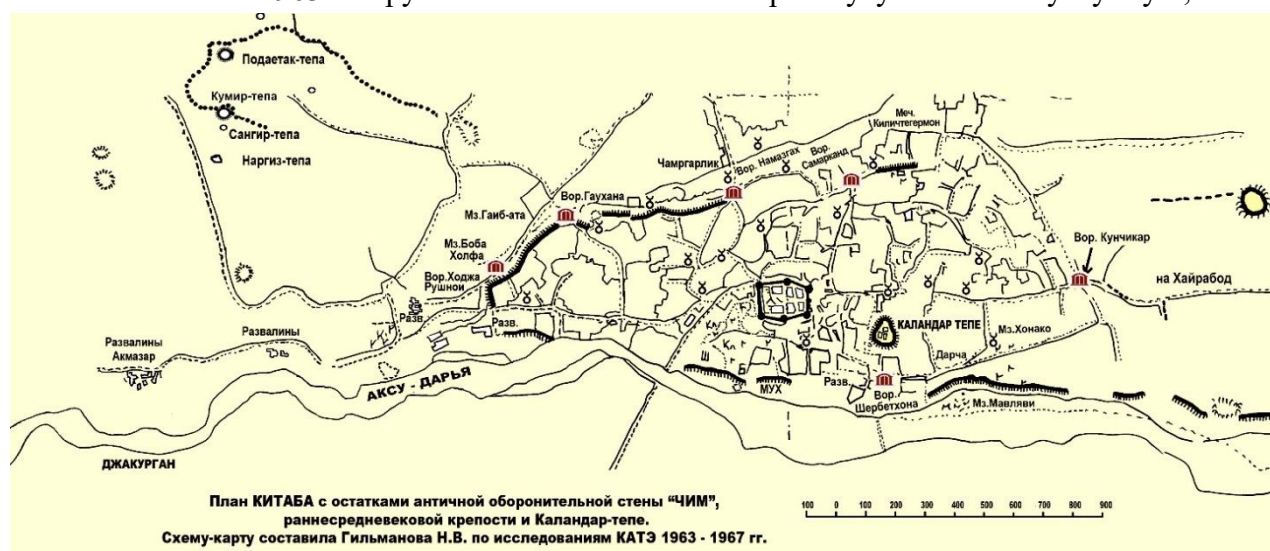 Подаетак-тепа
Кумир-тепа
Сангир-тепа
Наргиз-тепа
Меч.
Киличтегермон
Чамргарлик
Вор. Намазгах
Вор.
Самарканд
Вор.Гаухана
Мз.Гаиб-ата
Мз.Боба
Холфа
Вор.Ходжа
Рушнои
Вор. Кунчикар
на Хайрабод
Разв.
Разв.
Развалины
Развалины
Акмазар
КАЛАНДАР ТЕПЕ
Мз.Хонако
Дарча
АКСУ - ДАРЬЯ
Ш
МУХ
Разв.
Вор.
Шербетхона
Мз.Мавляви
ДЖАКУРГАН
План КИТАБА с остатками античной оборонительной стены “ЧИМ”,
раннесредневековой крепости и Каландар-тепе.
Схему-карту составила Гильманова Н.В. по исследованиям КАТЭ 1963 - 1967 гг.
100 0 100 200 300 400 500 600 700 800 900